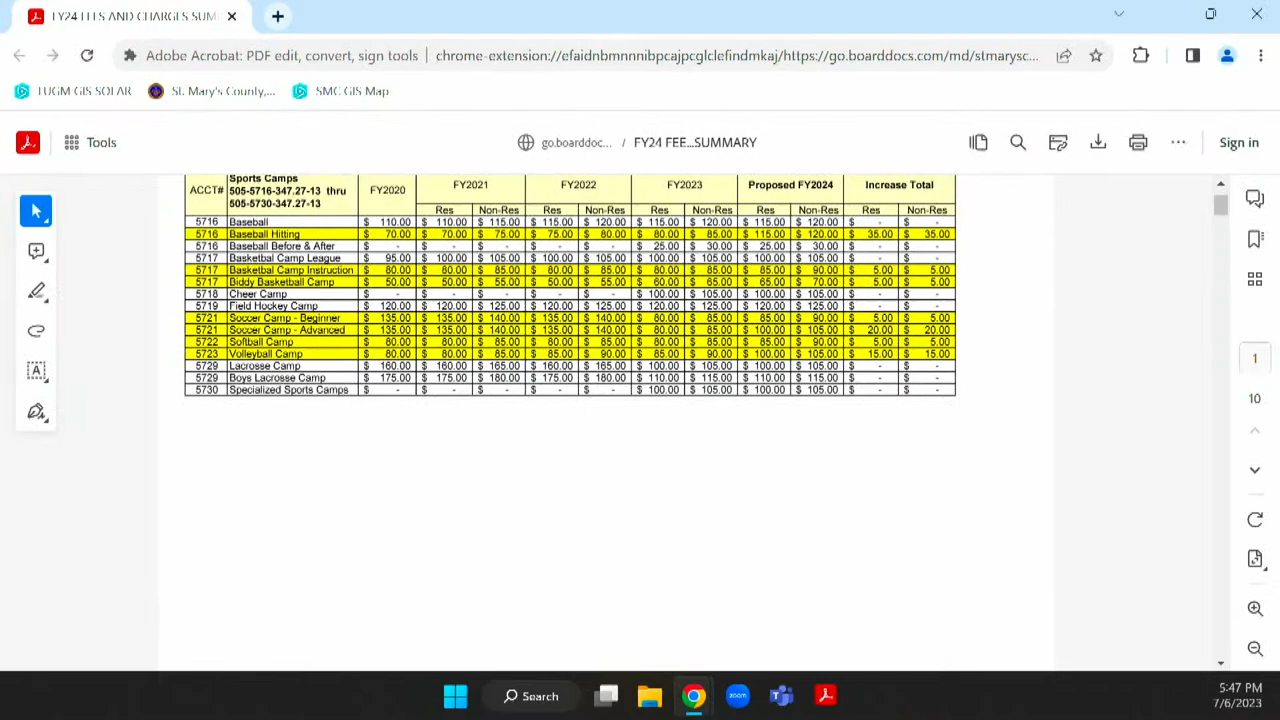 FY24 FEES AND CHARGES SUM
Adobe Acrobat: PDF edit, convert, sign tools | chrome-extension://efaidnbmnnnibpcajpcglclefindmkaj/https://go.boarddocs.com/md/stmarysc...
LUGM GIS SOLAR St. Mary's County,... SMC GIS Map
Tools go.boarddoc... / FY24 FEE...SUMMARY Sign in
Sports Camps
ACCT# 505-5716-347.27-13 thru FY2020 FY2021 FY2022 FY2023 Proposed FY2024 Increase Total
505-5730-347.27-13
Res Non-Res Res Non-Res Res Non-Res Res Non-Res Res Non-Res
5716 Baseball $ 110.00 $ 110.00 $ 115.00 $ 115.00 $ 120.00 $ 115.00 $ 120.00 $ 115.00 $ 120.00 $ - $ -
5716 Baseball Hitting $ 70.00 $ 70.00 $ 75.00 $ 75.00 $ 80.00 $ 80.00 $ 85.00 $ 115.00 $ 120.00 $ 35.00 $ 35.00
5716 Baseball Before & After $ - $ - $ - $ - $ - $ 25.00 $ 30.00 $ 25.00 $ 30.00 $ - $ -
5717 Basketbal Camp League $ 95.00 $ 100.00 $ 105.00 $ 100.00 $ 105.00 $ 100.00 $ 105.00 $ 100.00 $ 105.00 $ - $ -
5717 Basketbal Camp Instruction $ 80.00 $ 80.00 $ 85.00 $ 80.00 $ 85.00 $ 80.00 $ 85.00 $ 85.00 $ 90.00 $ 5.00 $ 5.00
5717 Biddy Basketball Camp $ 50.00 $ 50.00 $ 55.00 $ 50.00 $ 55.00 $ 60.00 $ 65.00 $ 65.00 $ 70.00 $ 5.00 $ 5.00
5718 Cheer Camp $ - $ - $ - $ - $ - $ 100.00 $ 105.00 $ 100.00 $ 105.00 $ - $ -
5719 Field Hockey Camp $ 120.00 $ 120.00 $ 125.00 $ 120.00 $ 125.00 $ 120.00 $ 125.00 $ 120.00 $ 125.00 $ - $ -
5721 Soccer Camp - Beginner $ 135.00 $ 135.00 $ 140.00 $ 135.00 $ 140.00 $ 80.00 $ 85.00 $ 85.00 $ 90.00 $ 5.00 $ 5.00
5721 Soccer Camp - Advanced $ 135.00 $ 135.00 $ 140.00 $ 135.00 $ 140.00 $ 80.00 $ 85.00 $ 100.00 $ 105.00 $ 20.00 $ 20.00
5722 Softball Camp $ 80.00 $ 80.00 $ 85.00 $ 80.00 $ 85.00 $ 80.00 $ 85.00 $ 85.00 $ 90.00 $ 5.00 $ 5.00
5723 Volleyball Camp $ 80.00 $ 80.00 $ 85.00 $ 85.00 $ 90.00 $ 85.00 $ 90.00 $ 100.00 $ 105.00 $ 15.00 $ 15.00
5729 Lacrosse Camp $ 160.00 $ 160.00 $ 165.00 $ 160.00 $ 165.00 $ 100.00 $ 105.00 $ 100.00 $ 105.00 $ - $ -
5729 Boys Lacrosse Camp $ 175.00 $ 175.00 $ 180.00 $ 175.00 $ 180.00 $ 110.00 $ 115.00 $ 110.00 $ 115.00 $ - $ -
5730 Specialized Sports Camps $ - $ - $ - $ - $ - $ 100.00 $ 105.00 $ 100.00 $ 105.00 $ - $ -
1
10
Search zoom
5:47 PM
7/6/2023